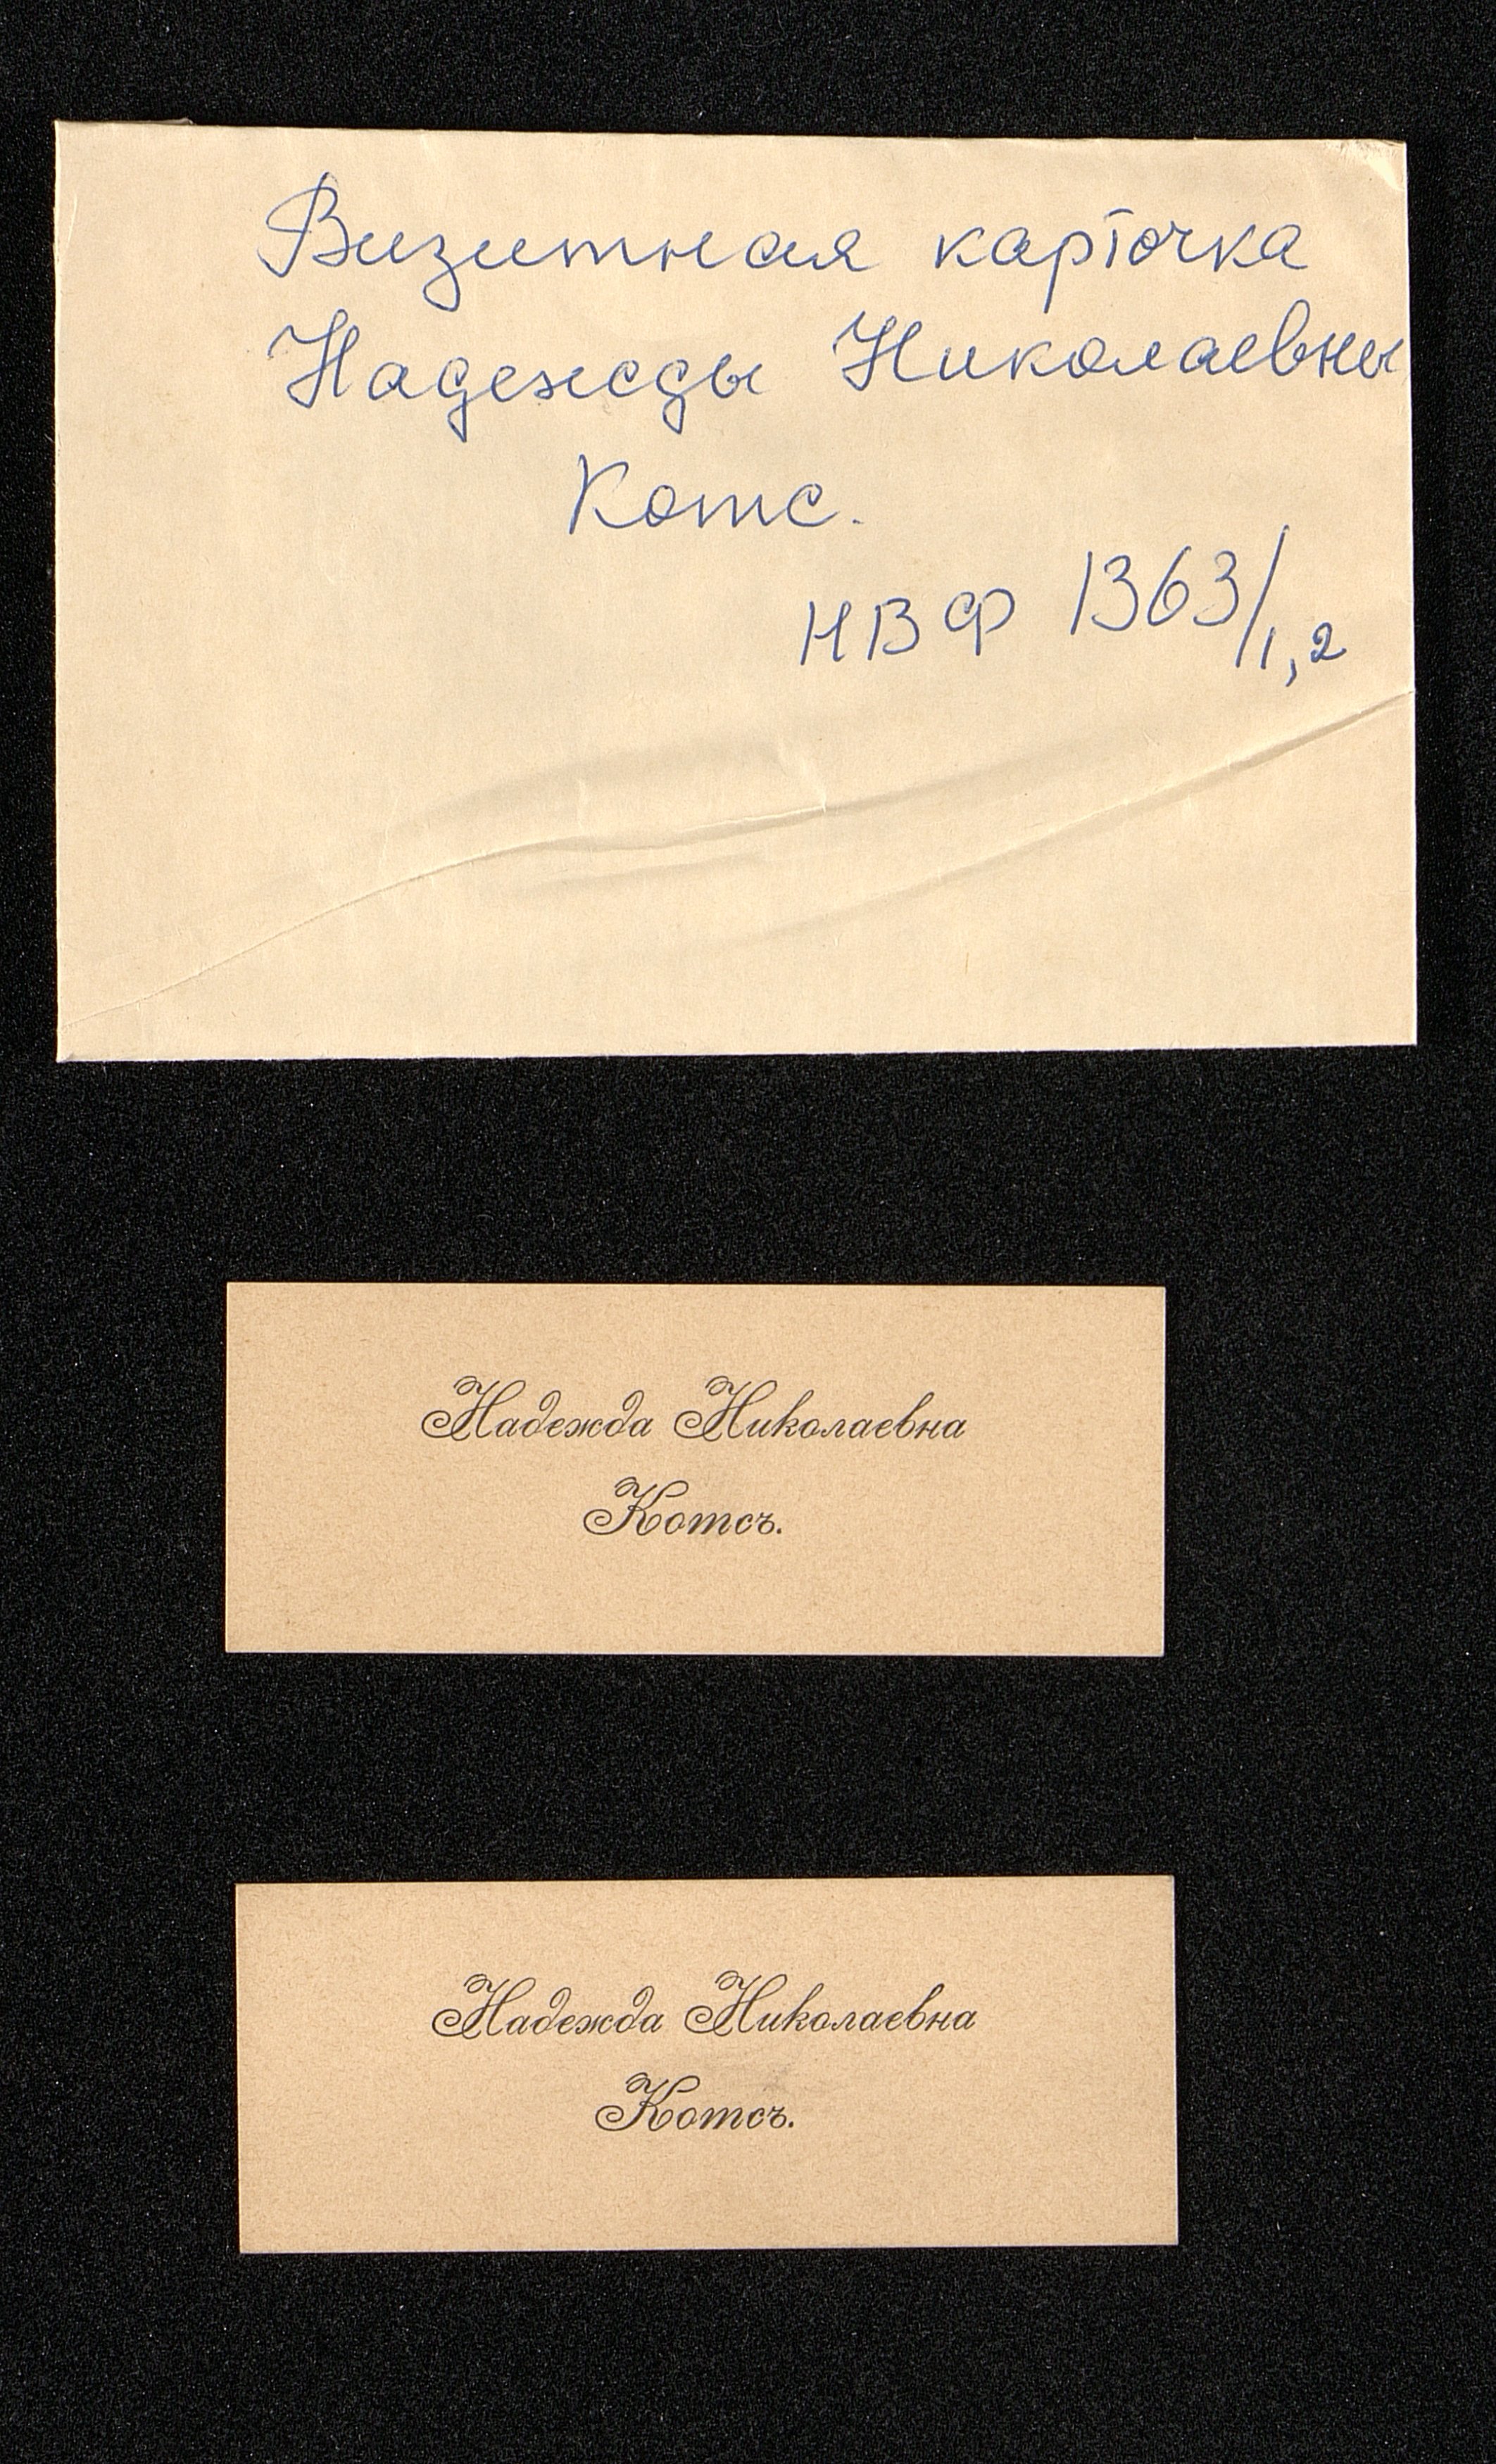 Визитная карточка
Надежды Николаевны
Котс.
НВФ 1363/1,2
Надежда Николаевна
Котсъ.
Надежда Николаевна
Котсъ.